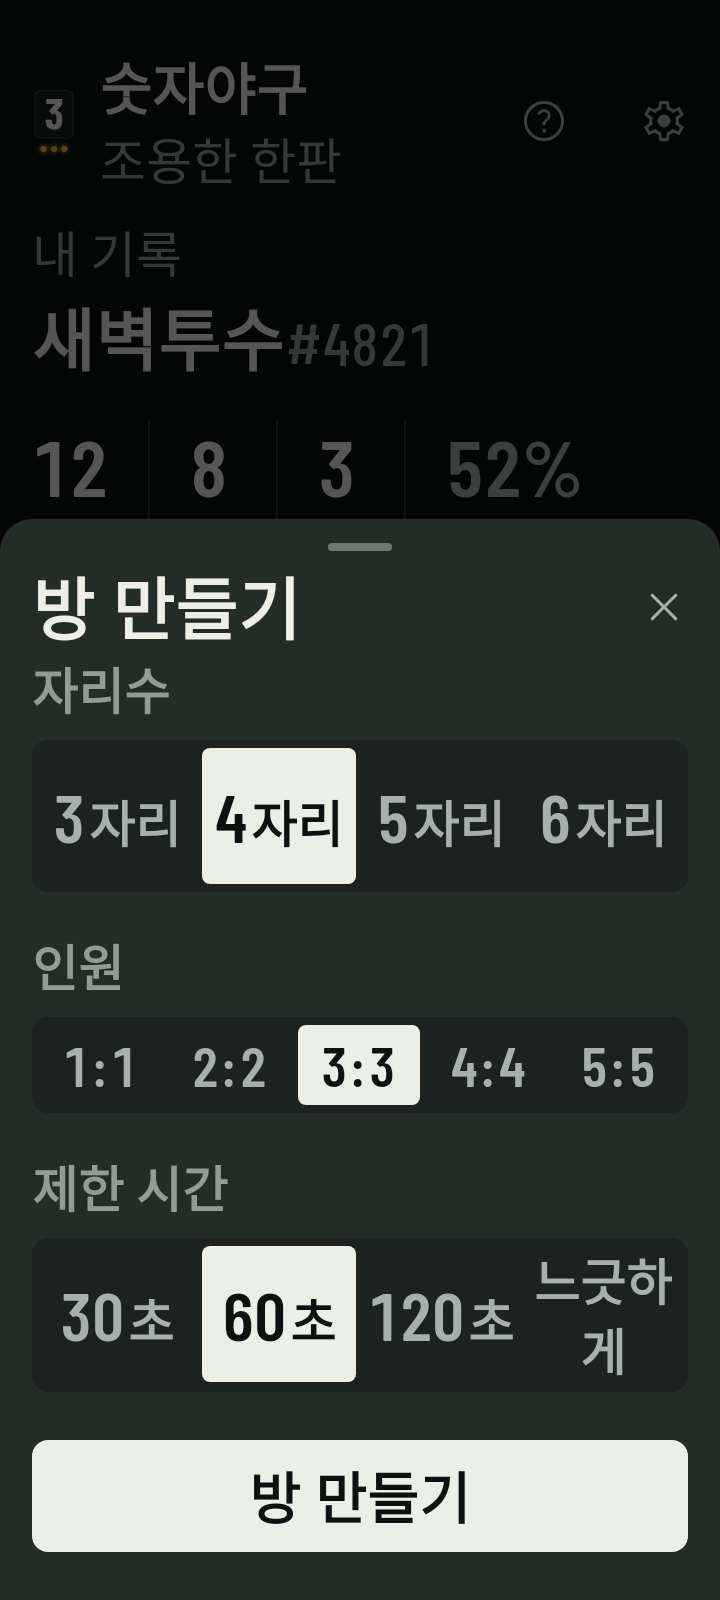 3
숫자야구
조용한 한판
내 기록
새벽투수#4821
12 8 3 52%
방 만들기
자리수
3자리 4자리 5자리 6자리
인원
1:1 2:2 3:3 4:4 5:5
제한 시간
30초 60초 120초 느긋하
게
방 만들기